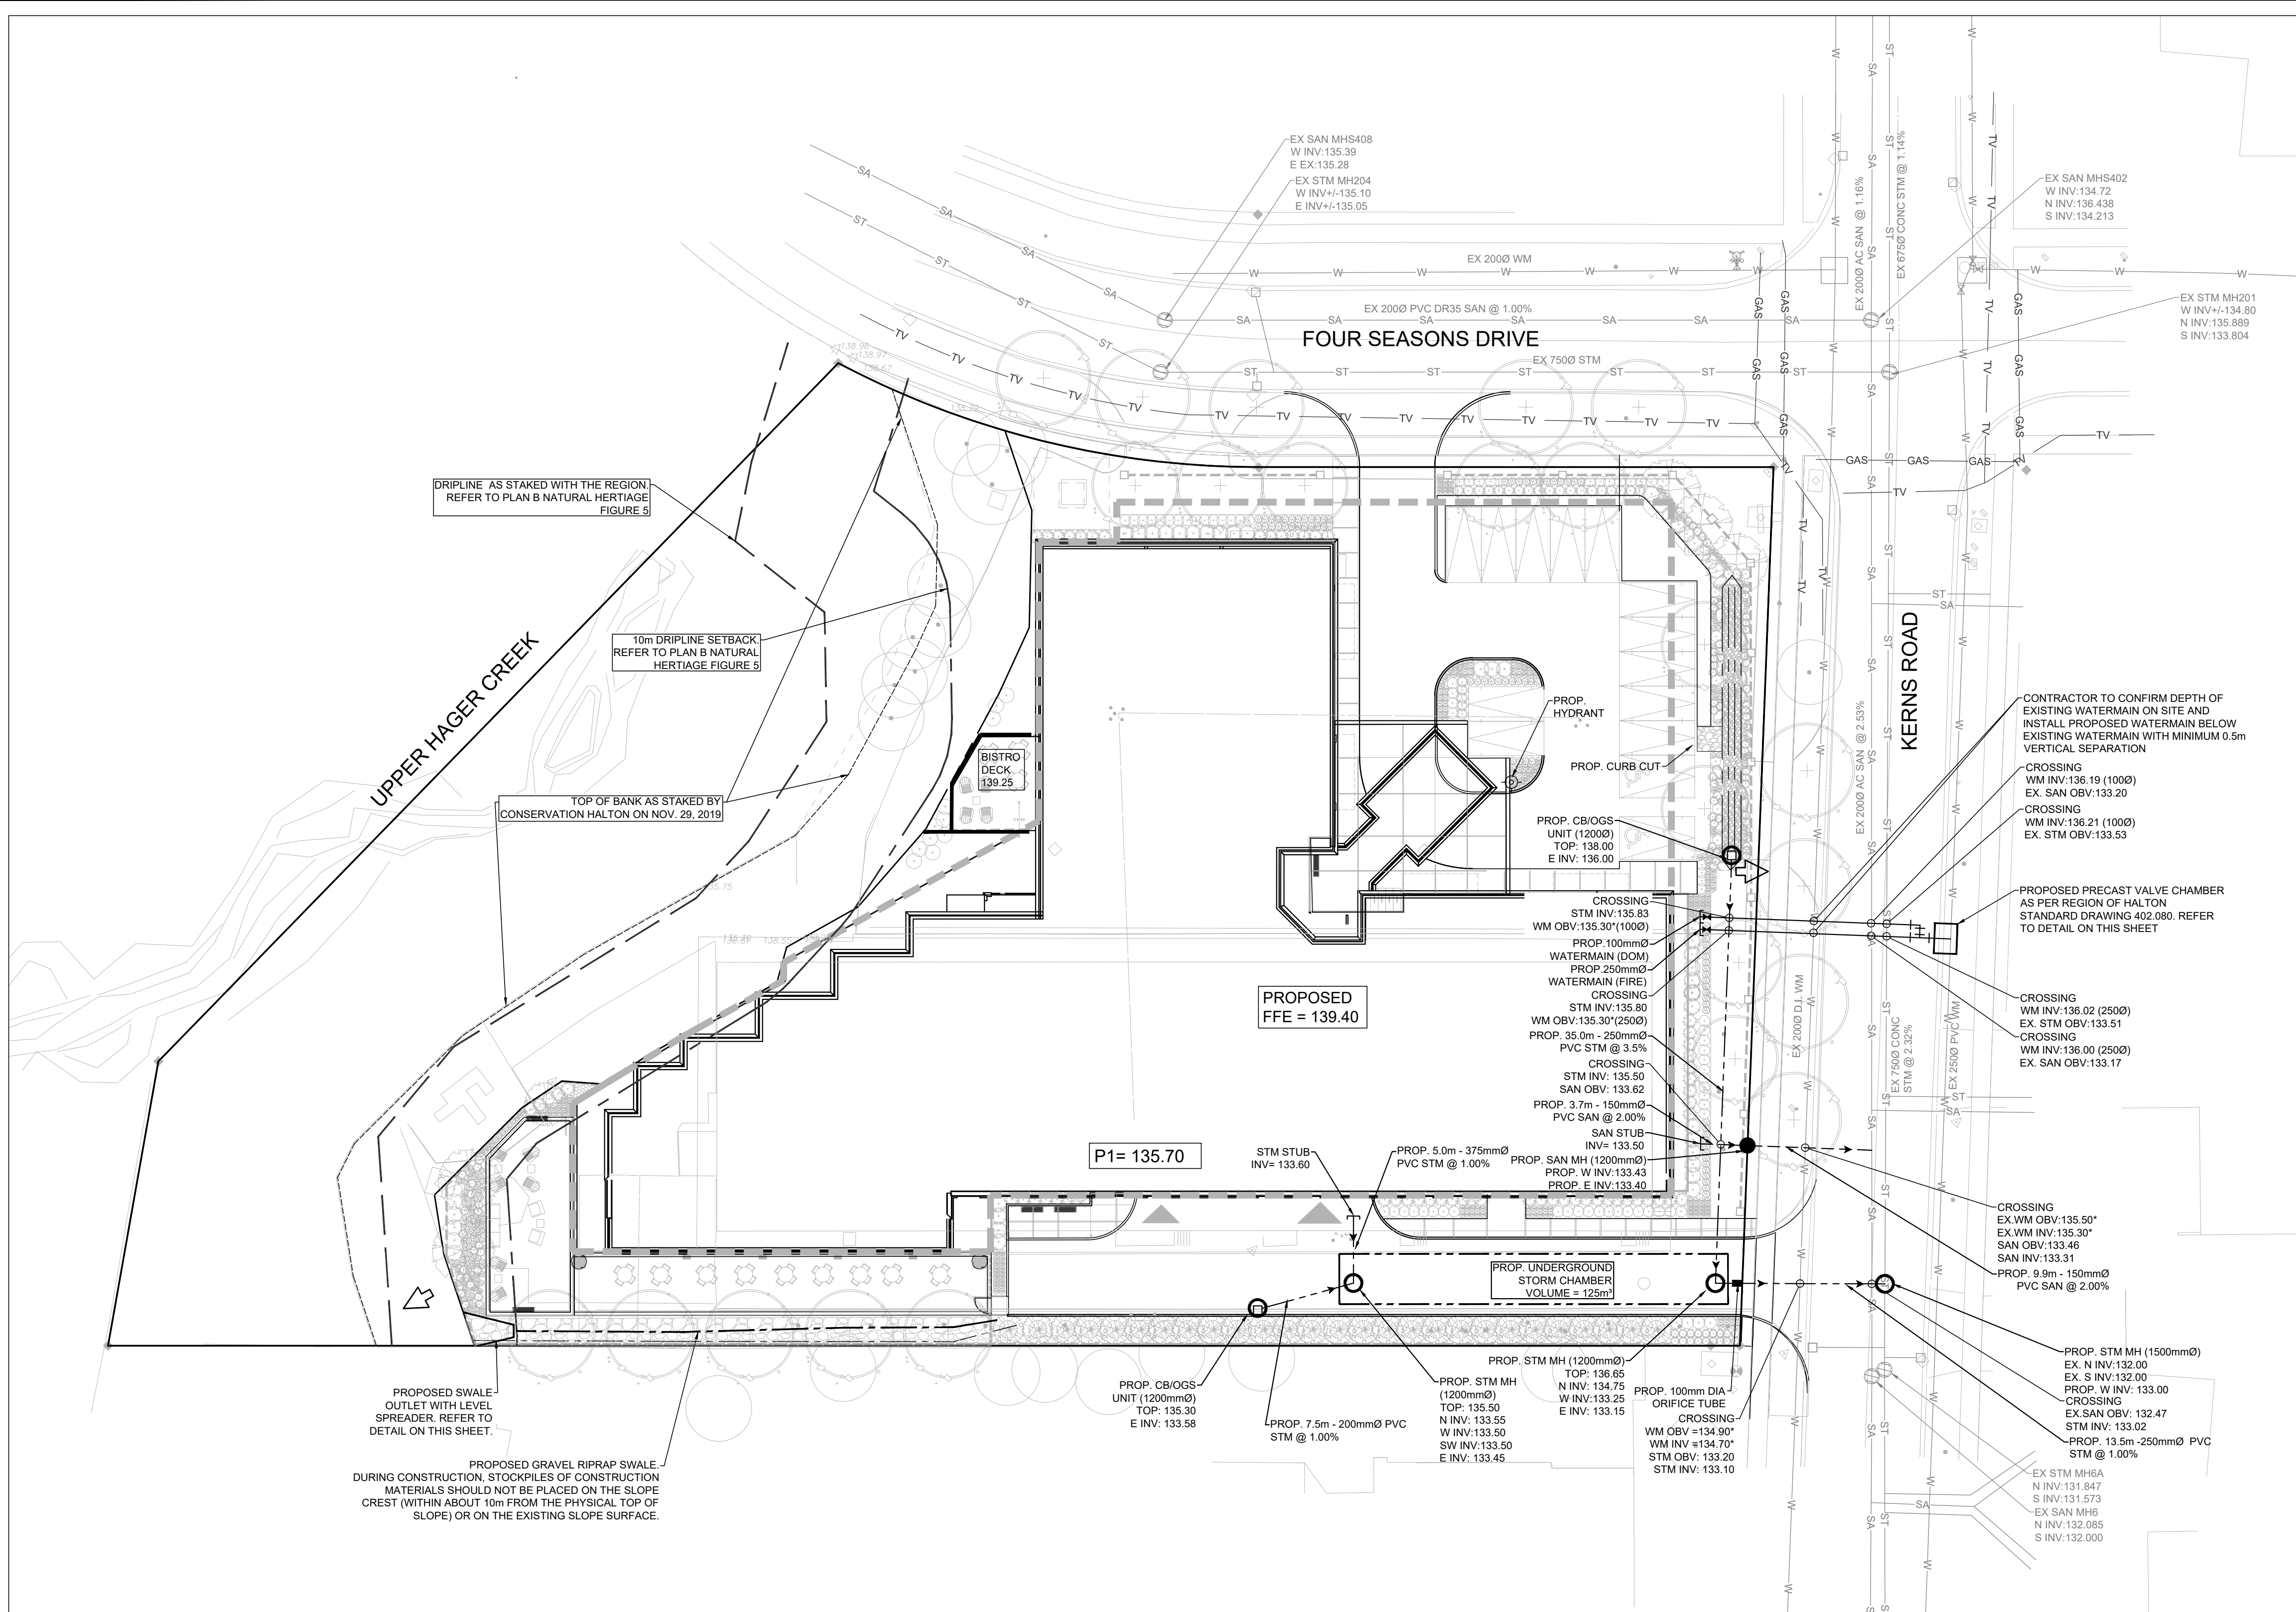 EX SAN MHS408
W INV:135.39
E EX:135.28
EX STM MH204
W INV+/-135.10
E INV+/-135.05
EX SAN MHS402
W INV:134.72
N INV:136.438
S INV:134.213
EX STM MH201
W INV+/-134.80
N INV:135.889
S INV:133.804
EX 200Ø AC SAN @ 1.16%
EX 675Ø CONC STM @ 1.14%
EX 200Ø WM
EX 200Ø PVC DR35 SAN @ 1.00%
FOUR SEASONS DRIVE
EX 750Ø STM
138.96
138.97
138.67
DRIPLINE AS STAKED WITH THE REGION.
REFER TO PLAN B NATURAL HERTIAGE
FIGURE 5
10m DRIPLINE SETBACK.
REFER TO PLAN B NATURAL
HERTIAGE FIGURE 5
UPPER HAGER CREEK
TOP OF BANK AS STAKED BY
CONSERVATION HALTON ON NOV. 29, 2019
BISTRO
DECK
139.25
PROP.
HYDRANT
PROP. CURB CUT
KERNS ROAD
EX 200Ø AC SAN @ 2.53%
CONTRACTOR TO CONFIRM DEPTH OF
EXISTING WATERMAIN ON SITE AND
INSTALL PROPOSED WATERMAIN BELOW
EXISTING WATERMAIN WITH MINIMUM 0.5m
VERTICAL SEPARATION
CROSSING
WM INV:136.19 (100Ø)
EX. SAN OBV:133.20
CROSSING
WM INV:136.21 (100Ø)
EX. STM OBV:133.53
PROPOSED PRECAST VALVE CHAMBER
AS PER REGION OF HALTON
STANDARD DRAWING 402.080. REFER
TO DETAIL ON THIS SHEET
CROSSING
WM INV:136.02 (250Ø)
EX. STM OBV:133.51
CROSSING
WM INV:136.00 (250Ø)
EX. SAN OBV:133.17
PROP. CB/OGS
UNIT (1200Ø)
TOP: 138.00
E INV: 136.00
CROSSING
STM INV:135.83
WM OBV:135.30*(100Ø)
PROP.100mmØ
WATERMAIN (DOM)
PROP.250mmØ
WATERMAIN (FIRE)
CROSSING
STM INV:135.80
WM OBV:135.30*(250Ø)
PROP. 35.0m - 250mmØ
PVC STM @ 3.5%
CROSSING
STM INV: 135.50
SAN OBV: 133.62
PROP. 3.7m - 150mmØ
PVC SAN @ 2.00%
SAN STUB
INV= 133.50
PROP. SAN MH (1200mmØ)
PROP. W INV:133.43
PROP. E INV:133.40
PROPOSED
FFE = 139.40
P1= 135.70
EX 200Ø D.I. WM
EX 750Ø CONC
STM @ 2.32%
EX 250Ø PVC WM
STM STUB
INV= 133.60
PROP. 5.0m - 375mmØ
PVC STM @ 1.00%
PROP. UNDERGROUND
STORM CHAMBER
VOLUME = 125m³
CROSSING
EX.WM OBV:135.50*
EX.WM INV:135.30*
SAN OBV:133.46
SAN INV:133.31
PROP. 9.9m - 150mmØ
PVC SAN @ 2.00%
PROP. STM MH (1500mmØ)
EX. N INV:132.00
EX. S INV:132.00
PROP. W INV: 133.00
CROSSING
EX.SAN OBV: 132.47
STM INV: 133.02
PROP. 13.5m -250mmØ PVC
STM @ 1.00%
EX STM MH6A
N INV:131.847
S INV:131.573
EX SAN MH6
N INV:132.085
S INV:132.000
PROPOSED SWALE
OUTLET WITH LEVEL
SPREADER. REFER TO
DETAIL ON THIS SHEET.
PROPOSED GRAVEL RIPRAP SWALE.
DURING CONSTRUCTION, STOCKPILES OF CONSTRUCTION
MATERIALS SHOULD NOT BE PLACED ON THE SLOPE
CREST (WITHIN ABOUT 10m FROM THE PHYSICAL TOP OF
SLOPE) OR ON THE EXISTING SLOPE SURFACE.
PROP. CB/OGS
UNIT (1200mmØ)
TOP: 135.30
E INV: 133.58
PROP. 7.5m - 200mmØ PVC
STM @ 1.00%
PROP. STM MH
(1200mmØ)
TOP: 135.50
N INV: 133.55
W INV: 133.50
SW INV: 133.50
E INV: 133.45
PROP. STM MH (1200mmØ)
TOP: 136.65
N INV: 134.75
W INV:133.25
E INV: 133.15
PROP. 100mm DIA
ORIFICE TUBE
CROSSING
WM OBV =134.90*
WM INV =134.70*
STM OBV: 133.20
STM INV: 133.10